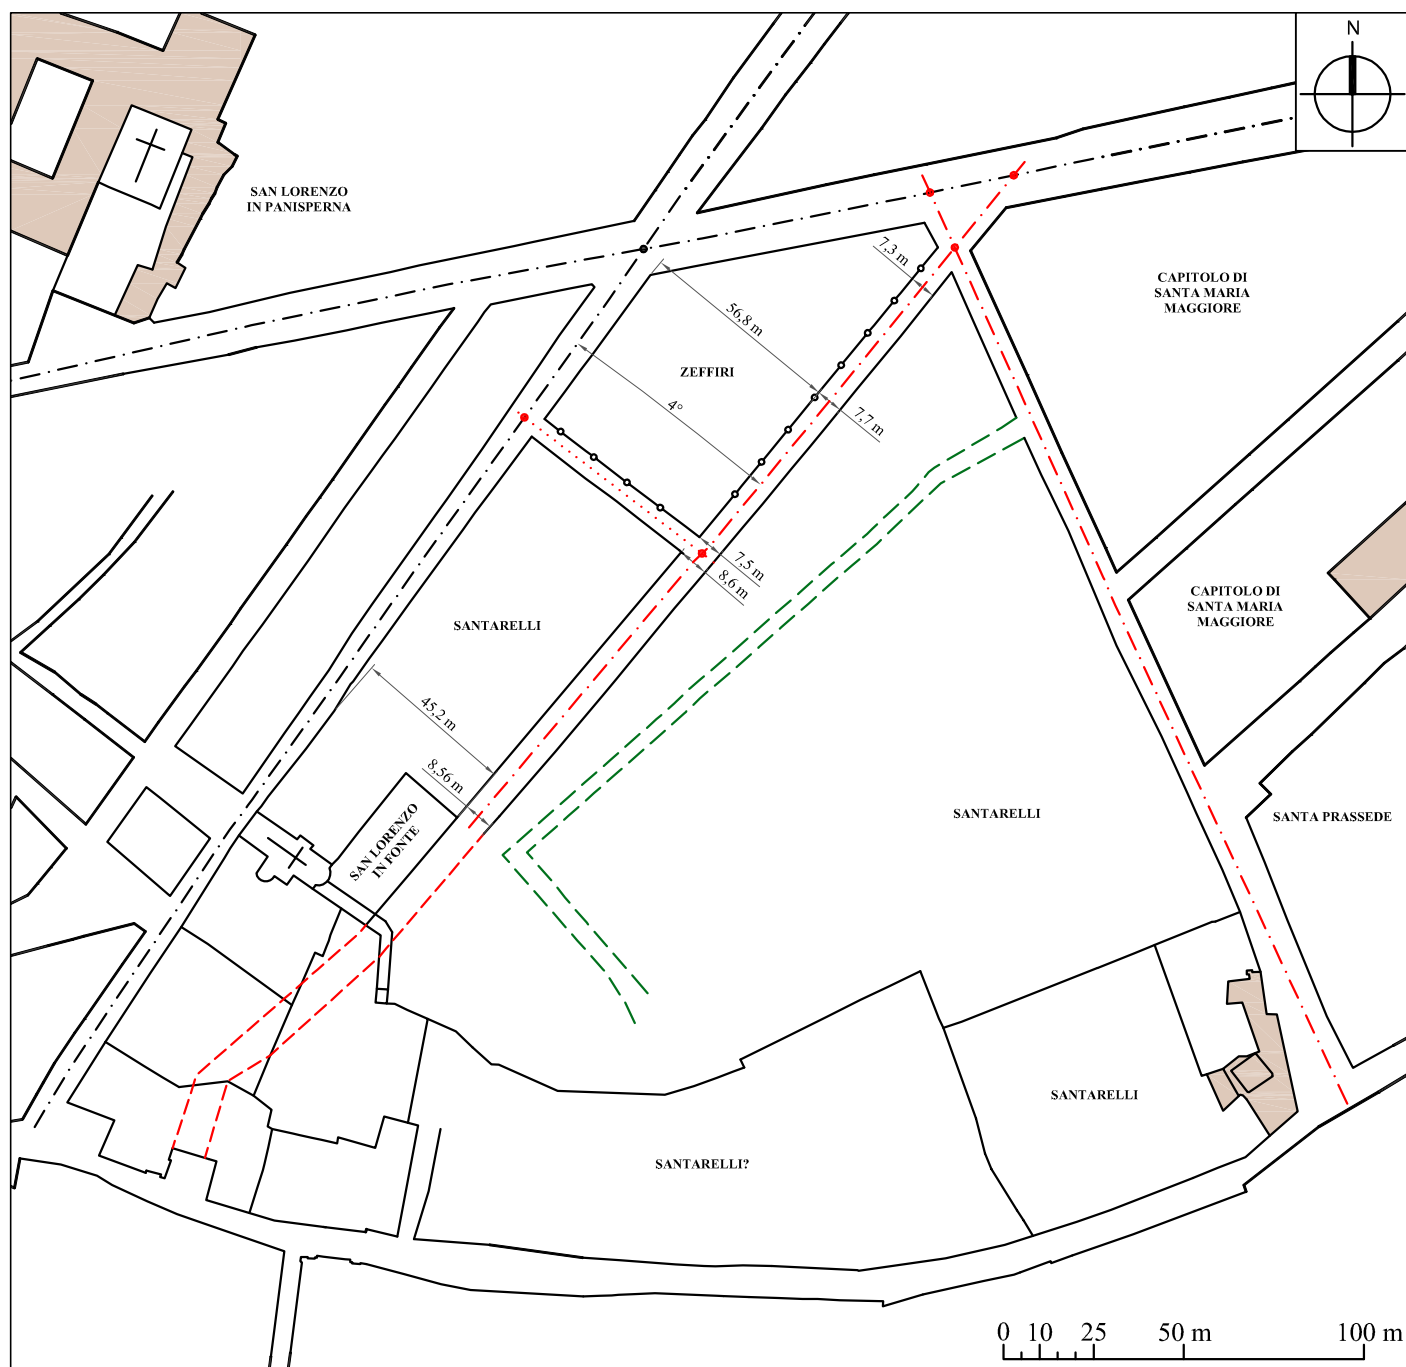 N
SAN LORENZO
IN PANISPERNA
7,3 m
CAPITOLO DI
SANTA MARIA
MAGGIORE
56,8 m
ZEFFIRI
4°
7,7 m
7,5 m
8,6 m
CAPITOLO DI
SANTA MARIA
MAGGIORE
SANTARELLI
45,2 m
8,56 m
SAN LORENZO
IN FONTE
SANTARELLI
SANTA PRASSEDE
SANTARELLI
SANTARELLI?
0 10 25 50 m 100 m